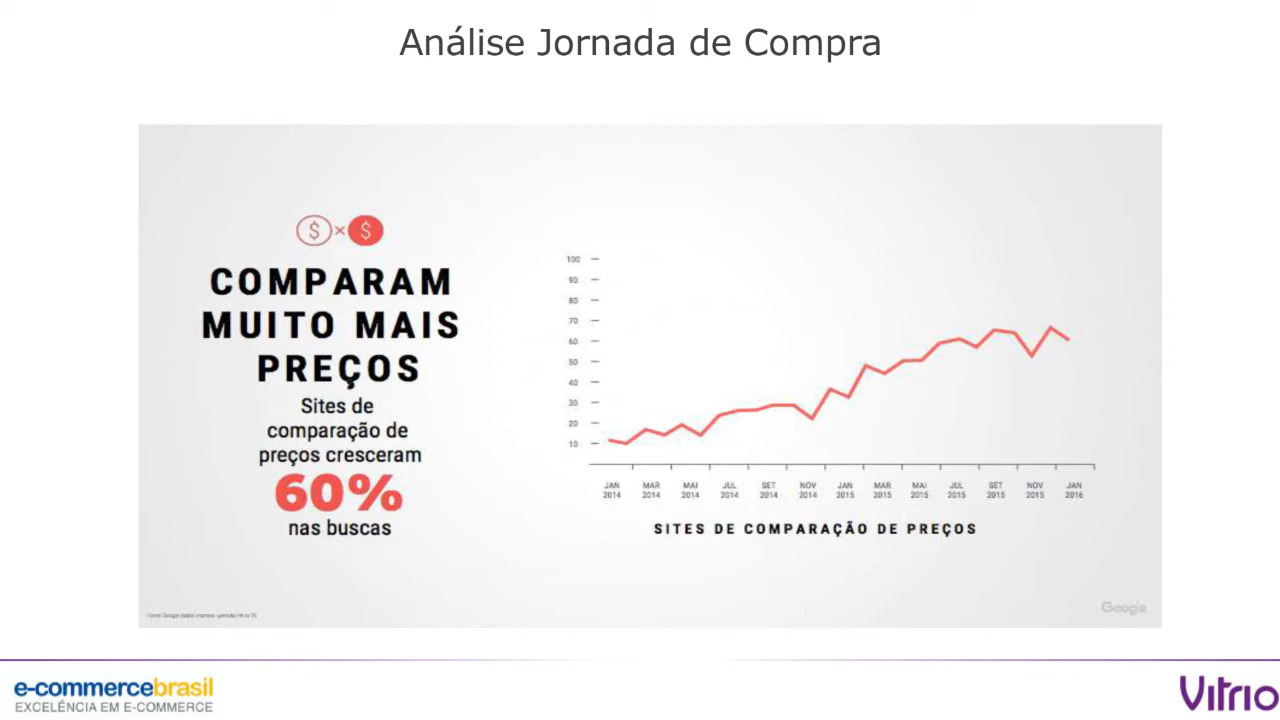 Análise Jornada de Compra
$ × $
COMPARAM
MUITO MAIS
PREÇOS
Sites de
comparação de
preços cresceram
60%
nas buscas
100
90
80
70
60
50
40
30
20
10
JAN MAR MAI JUL SET NOV JAN MAR MAI JUL SET NOV JAN
2014 2014 2014 2014 2014 2014 2015 2015 2015 2015 2015 2015 2016
SITES DE COMPARAÇÃO DE PREÇOS
Google
e-commercebrasil
EXCELÊNCIA EM E-COMMERCE
Vitrio